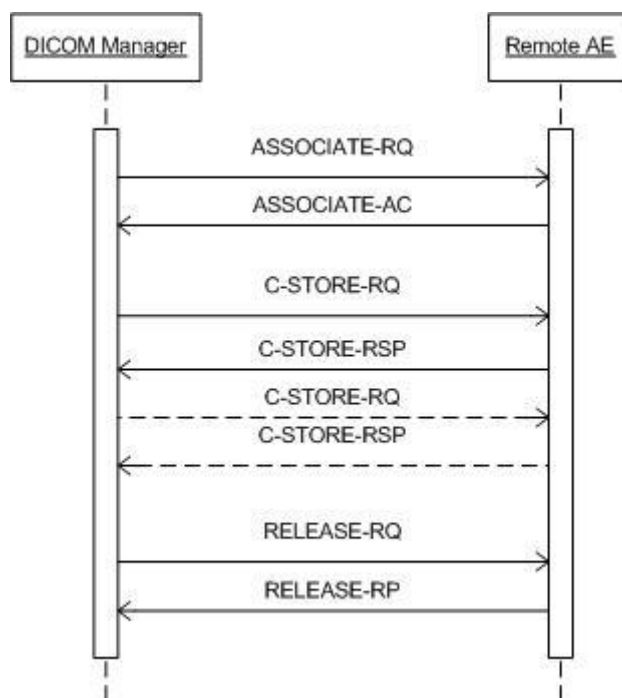 DICOM Manager
Remote AE
ASSOCIATE-RQ
ASSOCIATE-AC
C-STORE-RQ
C-STORE-RSP
C-STORE-RQ
C-STORE-RSP
RELEASE-RQ
RELEASE-RP